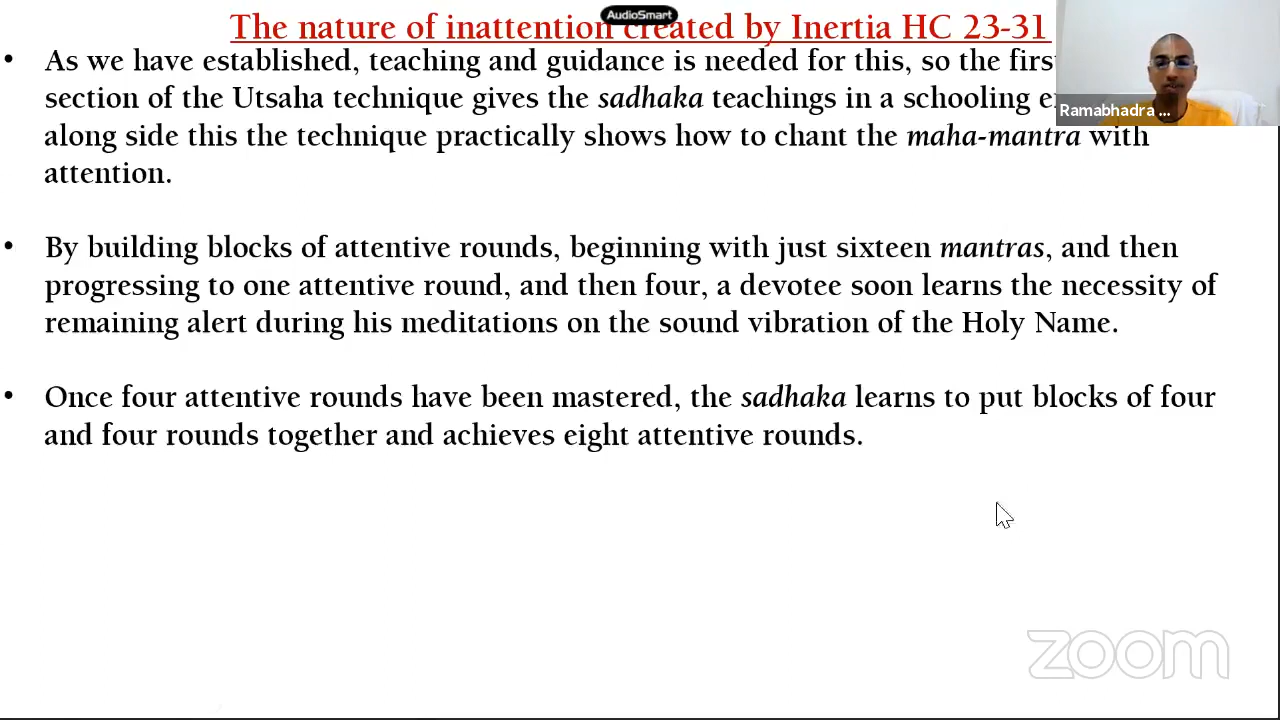 AudioSmart
The nature of inattention created by Inertia HC 23-31
• As we have established, teaching and guidance is needed for this, so the first
section of the Utsaha technique gives the sadhaka teachings in a schooling
along side this the technique practically shows how to chant the maha-mantra with
attention.
• By building blocks of attentive rounds, beginning with just sixteen mantras, and then
progressing to one attentive round, and then four, a devotee soon learns the necessity of
remaining alert during his meditations on the sound vibration of the Holy Name.
• Once four attentive rounds have been mastered, the sadhaka learns to put blocks of four
and four rounds together and achieves eight attentive rounds.
Ramabhadra ...
zoom